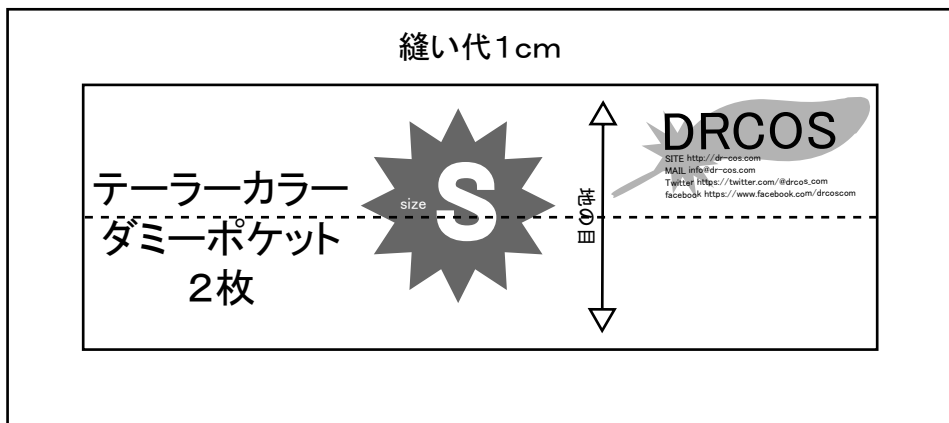 縫い代１cm
テーラーカラー
ダミーポケット
２枚
size
S
地の目
DRCOS
SITE http://dr-cos.com
MAIL info@dr-cos.com
Twitter https://twitter.com/@drcos_com
facebook https://www.facebook.com/drcoscom